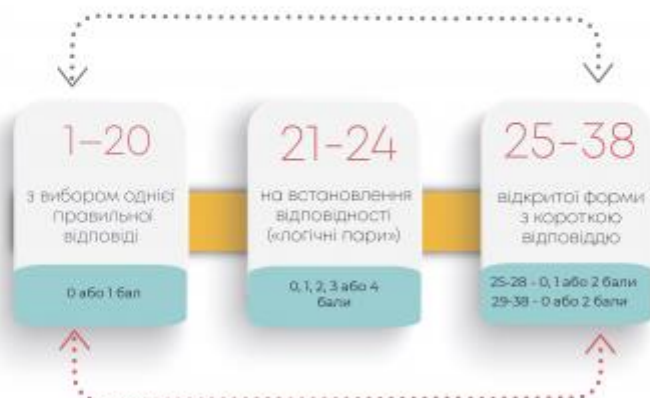 1–20
з вибором однієї
правильної
відповіді
0 або 1 бал
21-24
на встановлення
відповідності
(«логічні пари»)
0, 1, 2, 3 або 4
бали
25-38
відкритої форми
з короткою
відповіддю
25-28 - 0, 1 або 2 бали
29-38 - 0 або 2 бали